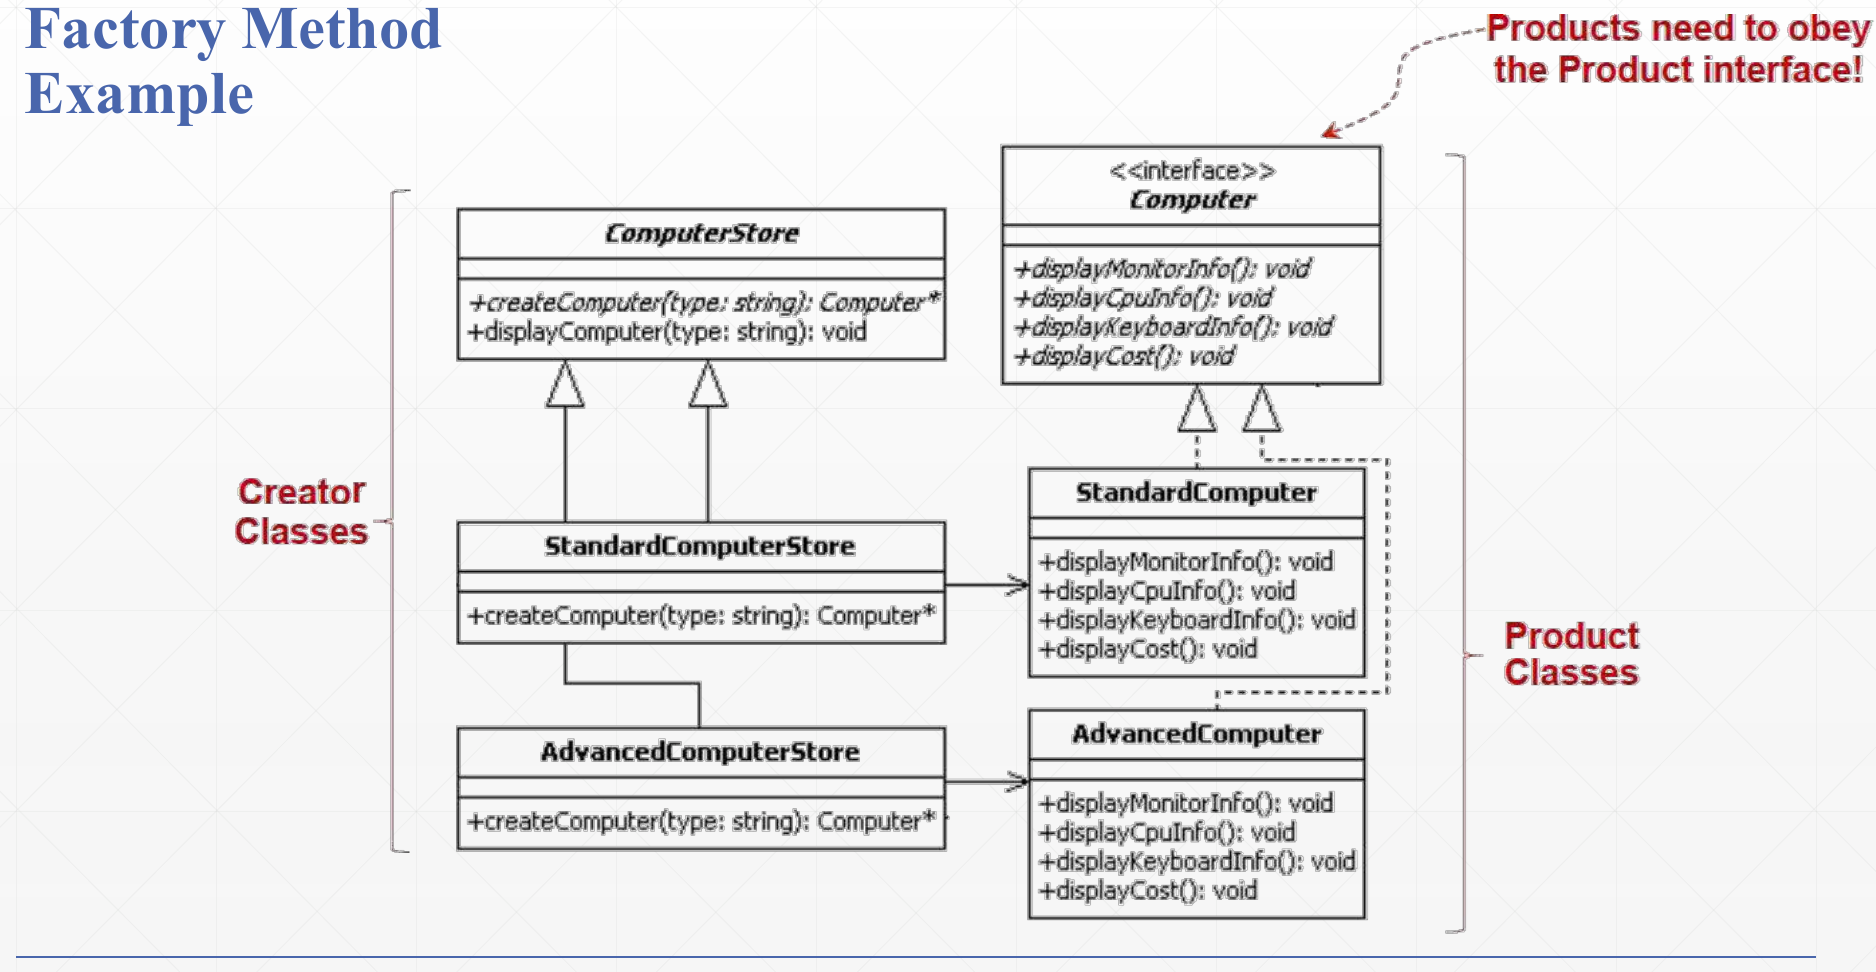 Factory Method
Example
Products need to obey
the Product interface!
<<interface>>
Computer
+displayMonitorInfo(): void
+displayCpuInfo(): void
+displayKeyboardInfo(): void
+displayCost(): void
ComputerStore
+createComputer(type: string): Computer*
+displayComputer(type: string): void
Creator
Classes
StandardComputerStore
+createComputer(type: string): Computer*
StandardComputer
+displayMonitorInfo(): void
+displayCpuInfo(): void
+displayKeyboardInfo(): void
+displayCost(): void
Product
Classes
AdvancedComputerStore
+createComputer(type: string): Computer*
AdvancedComputer
+displayMonitorInfo(): void
+displayCpuInfo(): void
+displayKeyboardInfo(): void
+displayCost(): void